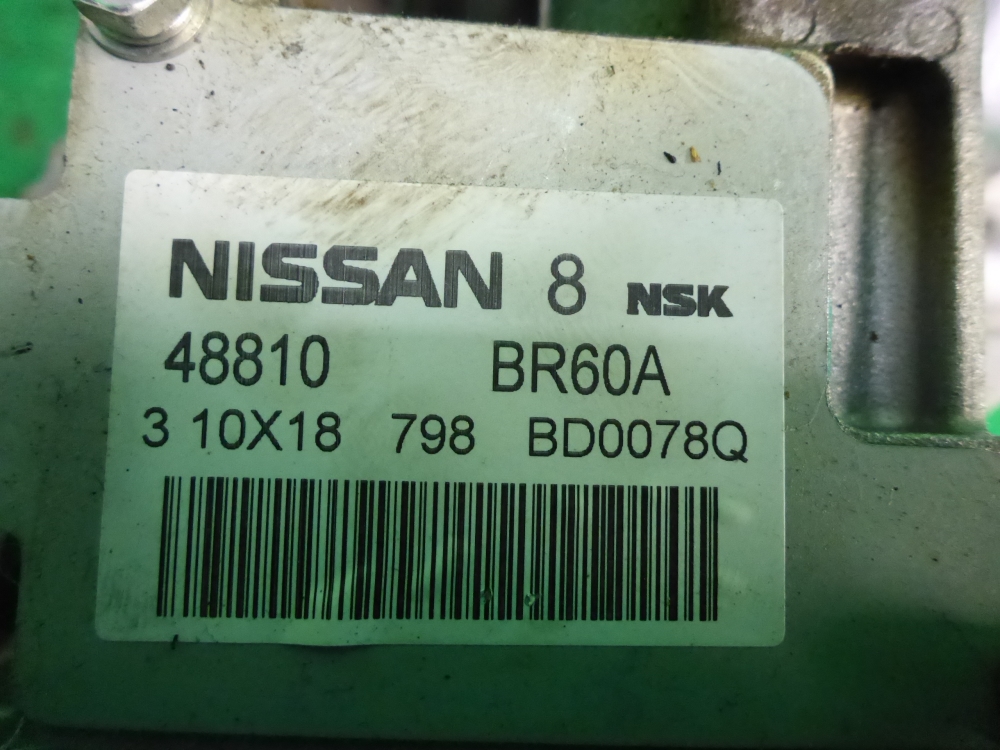 NISSAN 8 NSK
48810 BR60A
3 10X18 798 BD0078Q